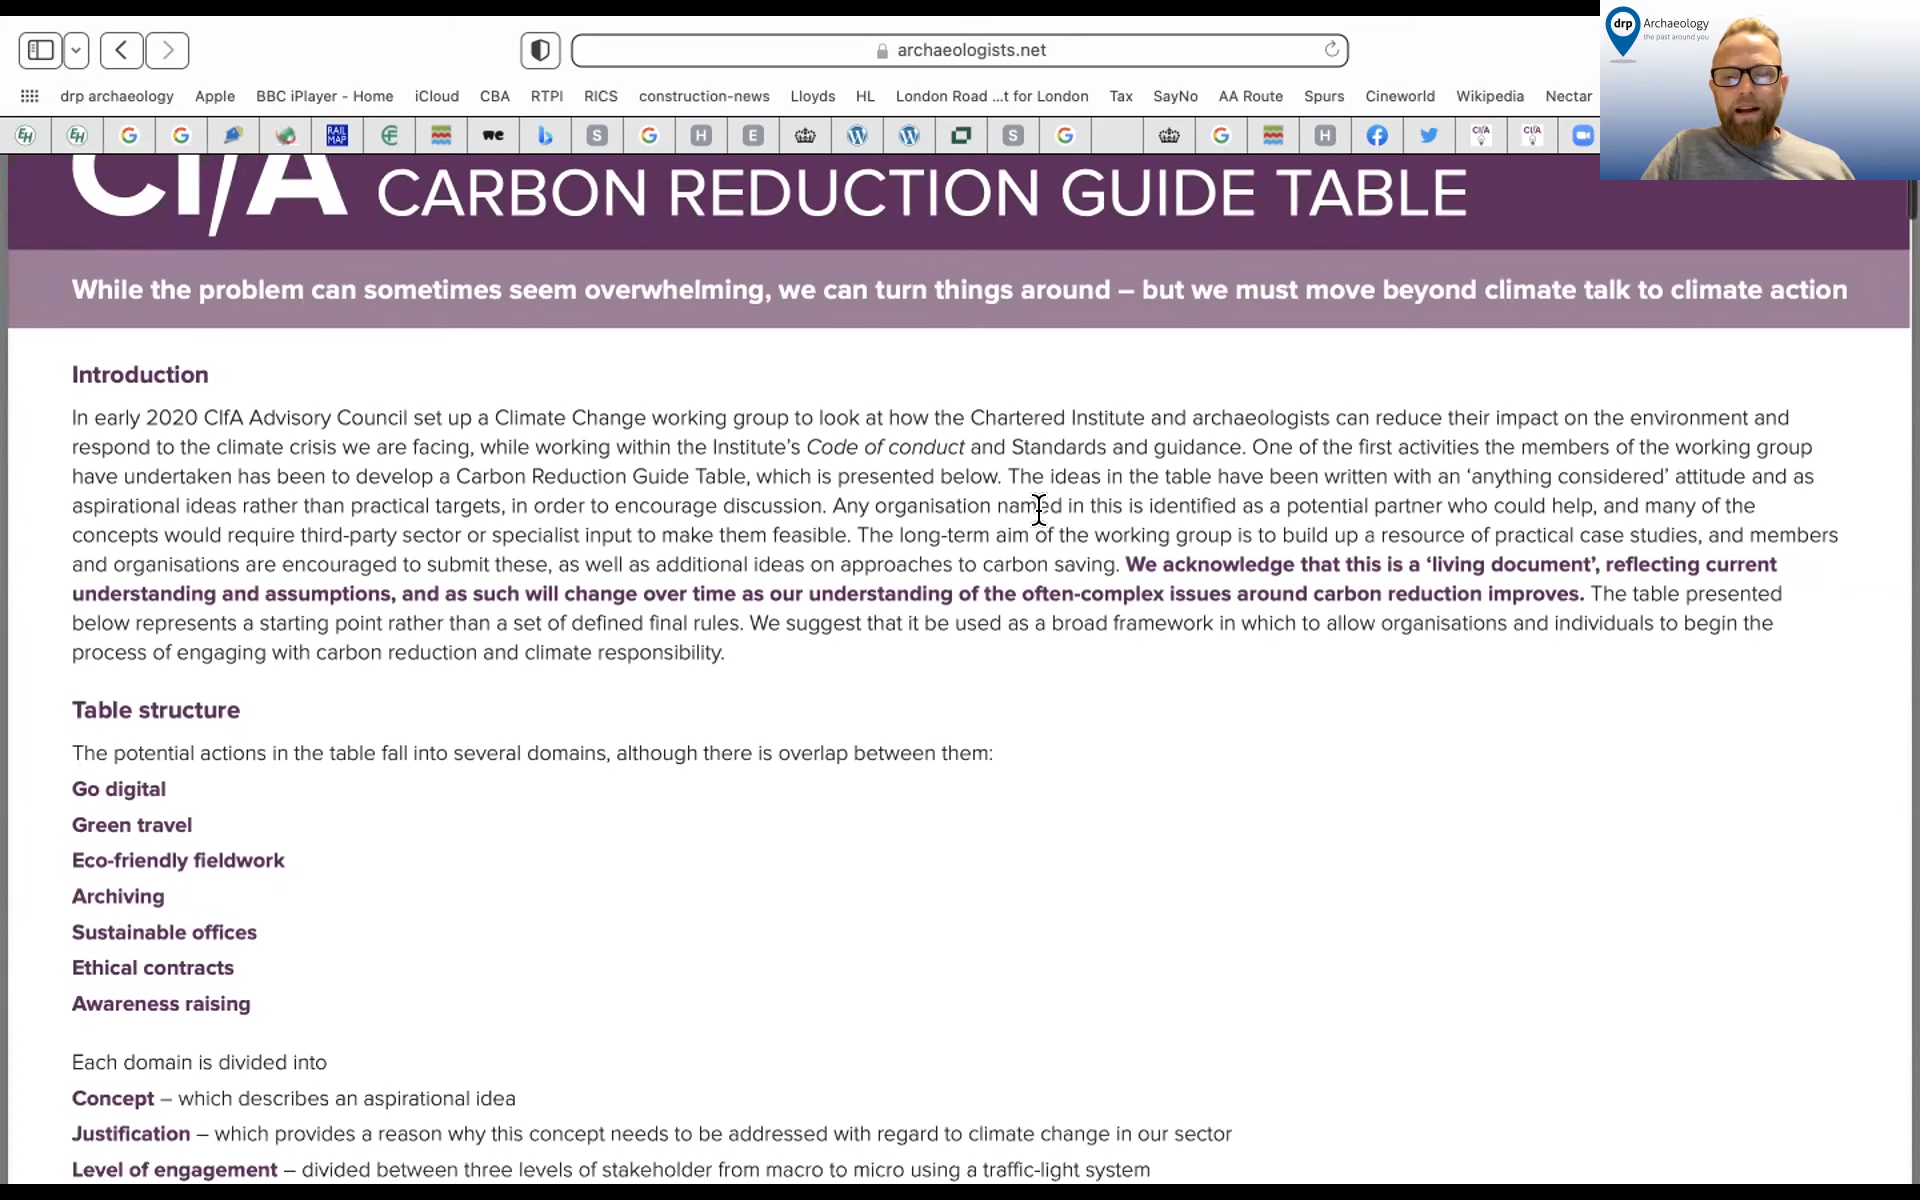 drp
Archaeology
the past around you
archaeologists.net
drp archaeology Apple BBC iPlayer - Home iCloud CBA RTPI RICS construction-news Lloyds HL London Road ...t for London Tax SayNo AA Route Spurs Cineworld Wikipedia Nectar
EH EH G G RAIL MAP we b S G H E S G G H CIfA CIfA
CIfA CARBON REDUCTION GUIDE TABLE
While the problem can sometimes seem overwhelming, we can turn things around – but we must move beyond climate talk to climate action
Introduction
In early 2020 CIfA Advisory Council set up a Climate Change working group to look at how the Chartered Institute and archaeologists can reduce their impact on the environment and
respond to the climate crisis we are facing, while working within the Institute’s Code of conduct and Standards and guidance. One of the first activities the members of the working group
have undertaken has been to develop a Carbon Reduction Guide Table, which is presented below. The ideas in the table have been written with an ‘anything considered’ attitude and as
aspirational ideas rather than practical targets, in order to encourage discussion. Any organisation named in this is identified as a potential partner who could help, and many of the
concepts would require third-party sector or specialist input to make them feasible. The long-term aim of the working group is to build up a resource of practical case studies, and members
and organisations are encouraged to submit these, as well as additional ideas on approaches to carbon saving. We acknowledge that this is a ‘living document’, reflecting current
understanding and assumptions, and as such will change over time as our understanding of the often-complex issues around carbon reduction improves. The table presented
below represents a starting point rather than a set of defined final rules. We suggest that it be used as a broad framework in which to allow organisations and individuals to begin the
process of engaging with carbon reduction and climate responsibility.
Table structure
The potential actions in the table fall into several domains, although there is overlap between them:
Go digital
Green travel
Eco-friendly fieldwork
Archiving
Sustainable offices
Ethical contracts
Awareness raising
Each domain is divided into
Concept – which describes an aspirational idea
Justification – which provides a reason why this concept needs to be addressed with regard to climate change in our sector
Level of engagement – divided between three levels of stakeholder from macro to micro using a traffic-light system